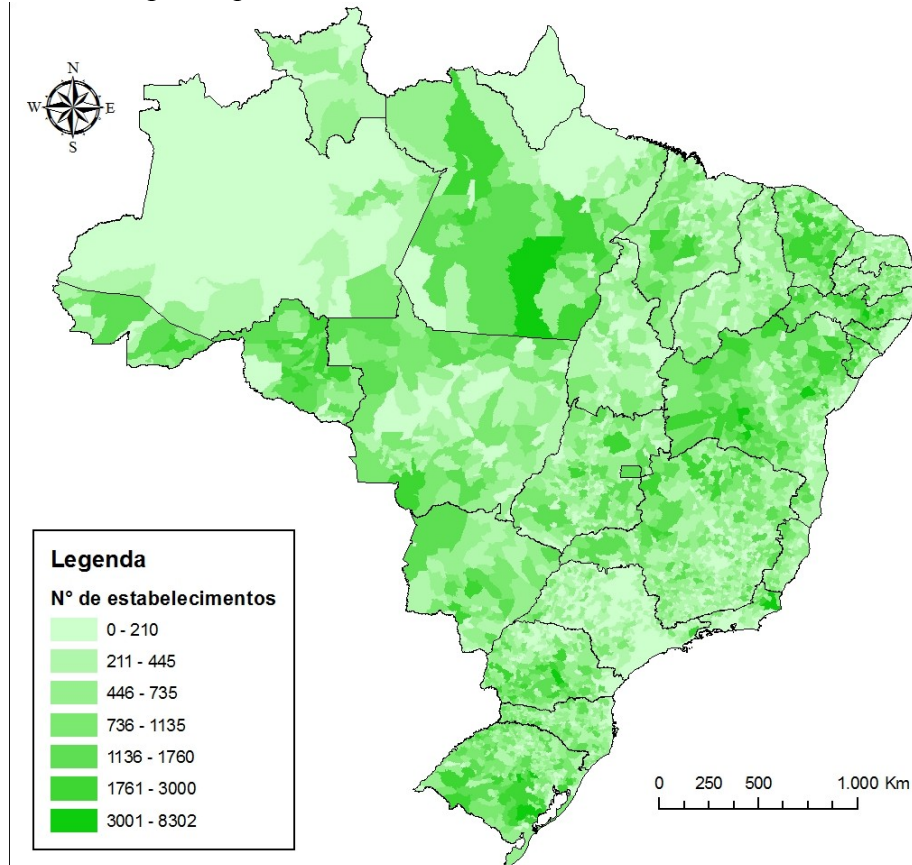 N
W E
S
Legenda
N° de estabelecimentos
0 - 210
211 - 445
446 - 735
736 - 1135
1136 - 1760
1761 - 3000
3001 - 8302
0 250 500 1.000 Km